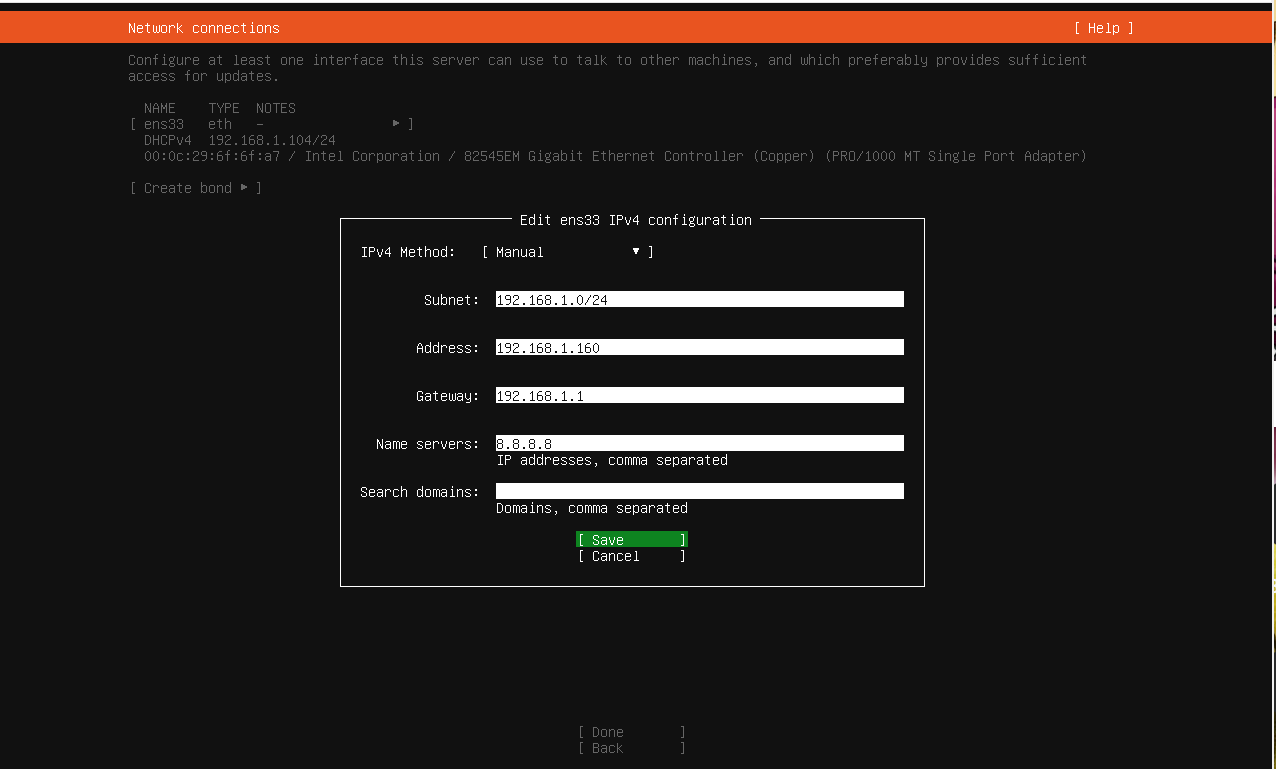 Network connections [ Help ]
Configure at least one interface this server can use to talk to other machines, and which preferably provides sufficient
access for updates.
NAME TYPE NOTES
[ ens33 eth - ▸ ]
DHCPv4 192.168.1.104/24
00:0c:29:6f:6f:a7 / Intel Corporation / 82545EM Gigabit Ethernet Controller (Copper) (PRO/1000 MT Single Port Adapter)
[ Create bond ▸ ]
Edit ens33 IPv4 configuration
IPv4 Method: [ Manual ▾ ]
Subnet: 192.168.1.0/24
Address: 192.168.1.160
Gateway: 192.168.1.1
Name servers: 8.8.8.8
IP addresses, comma separated
Search domains:
Domains, comma separated
[ Save ]
[ Cancel ]
[ Done ]
[ Back ]